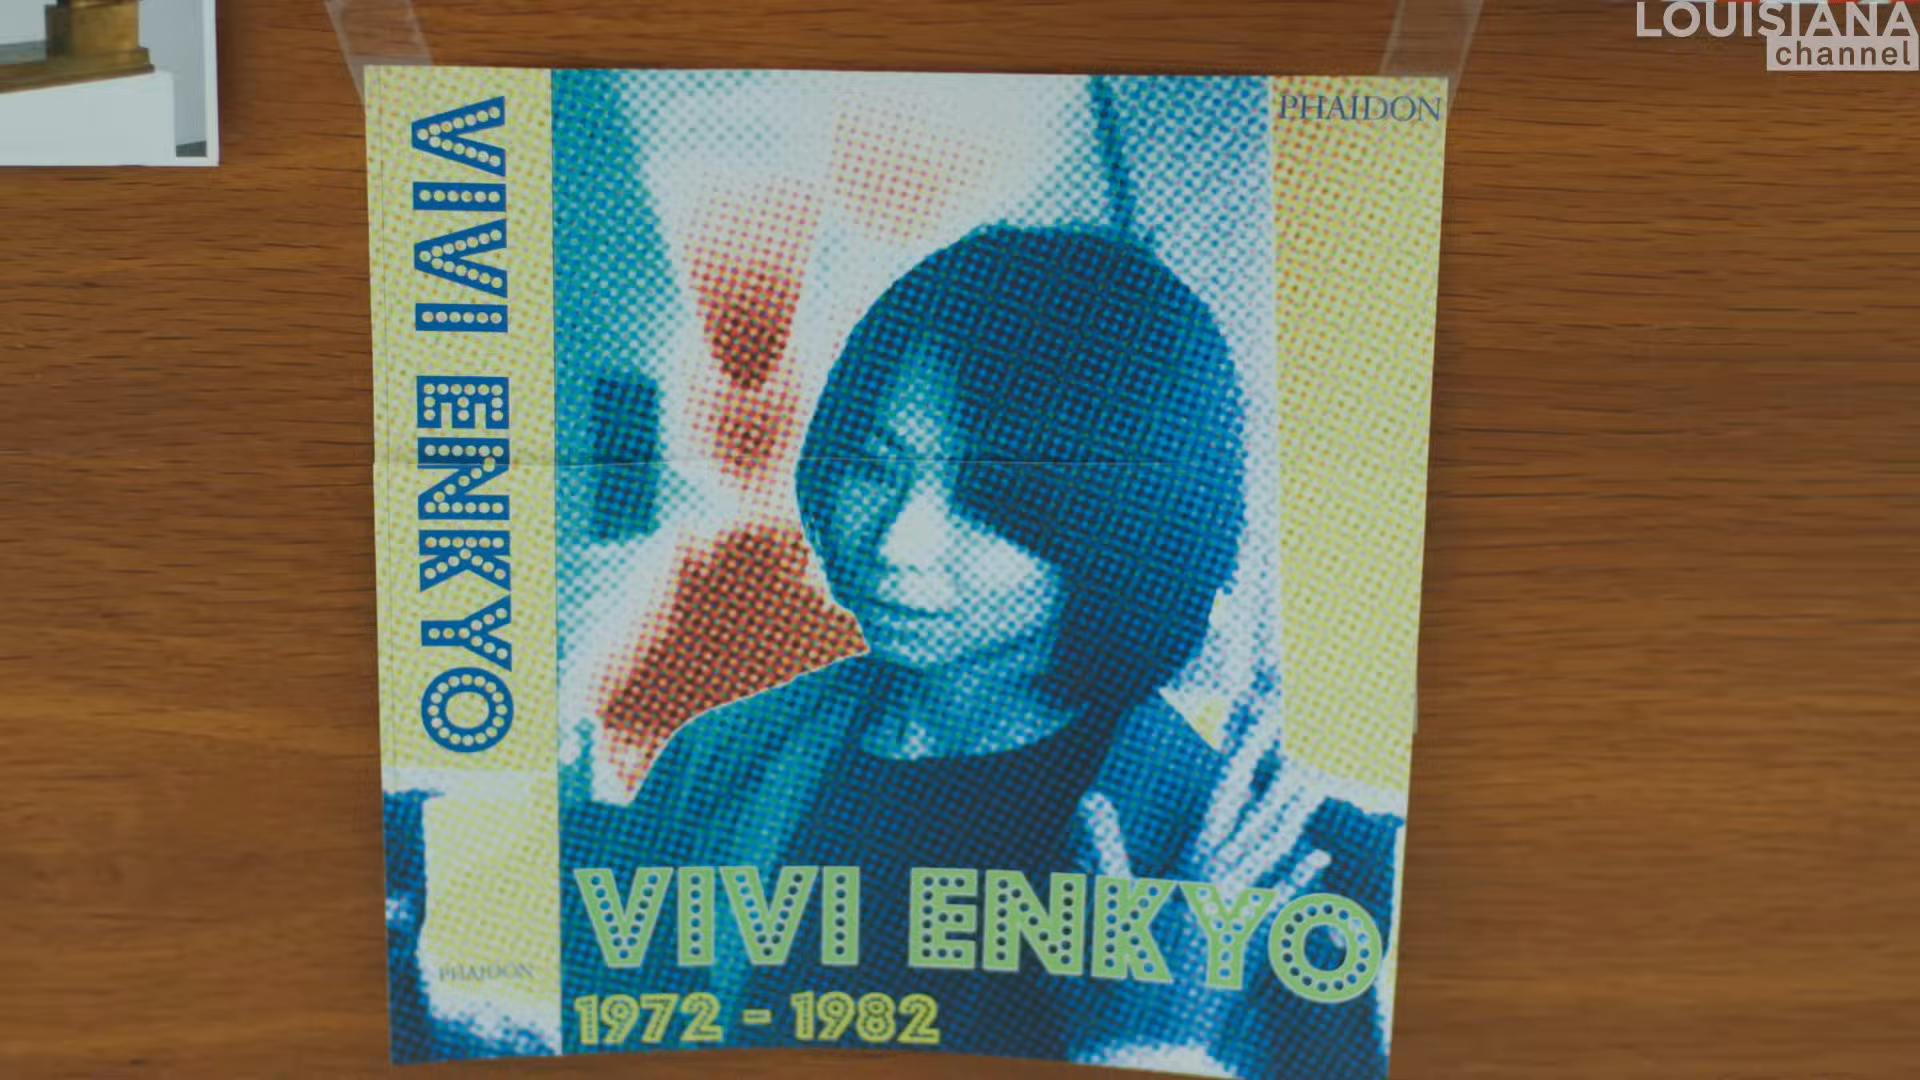 LOUISIANA
channel
PHAIDON
VIVI ENKYO
VIVI ENKYO
1972 - 1982
PHAIDON